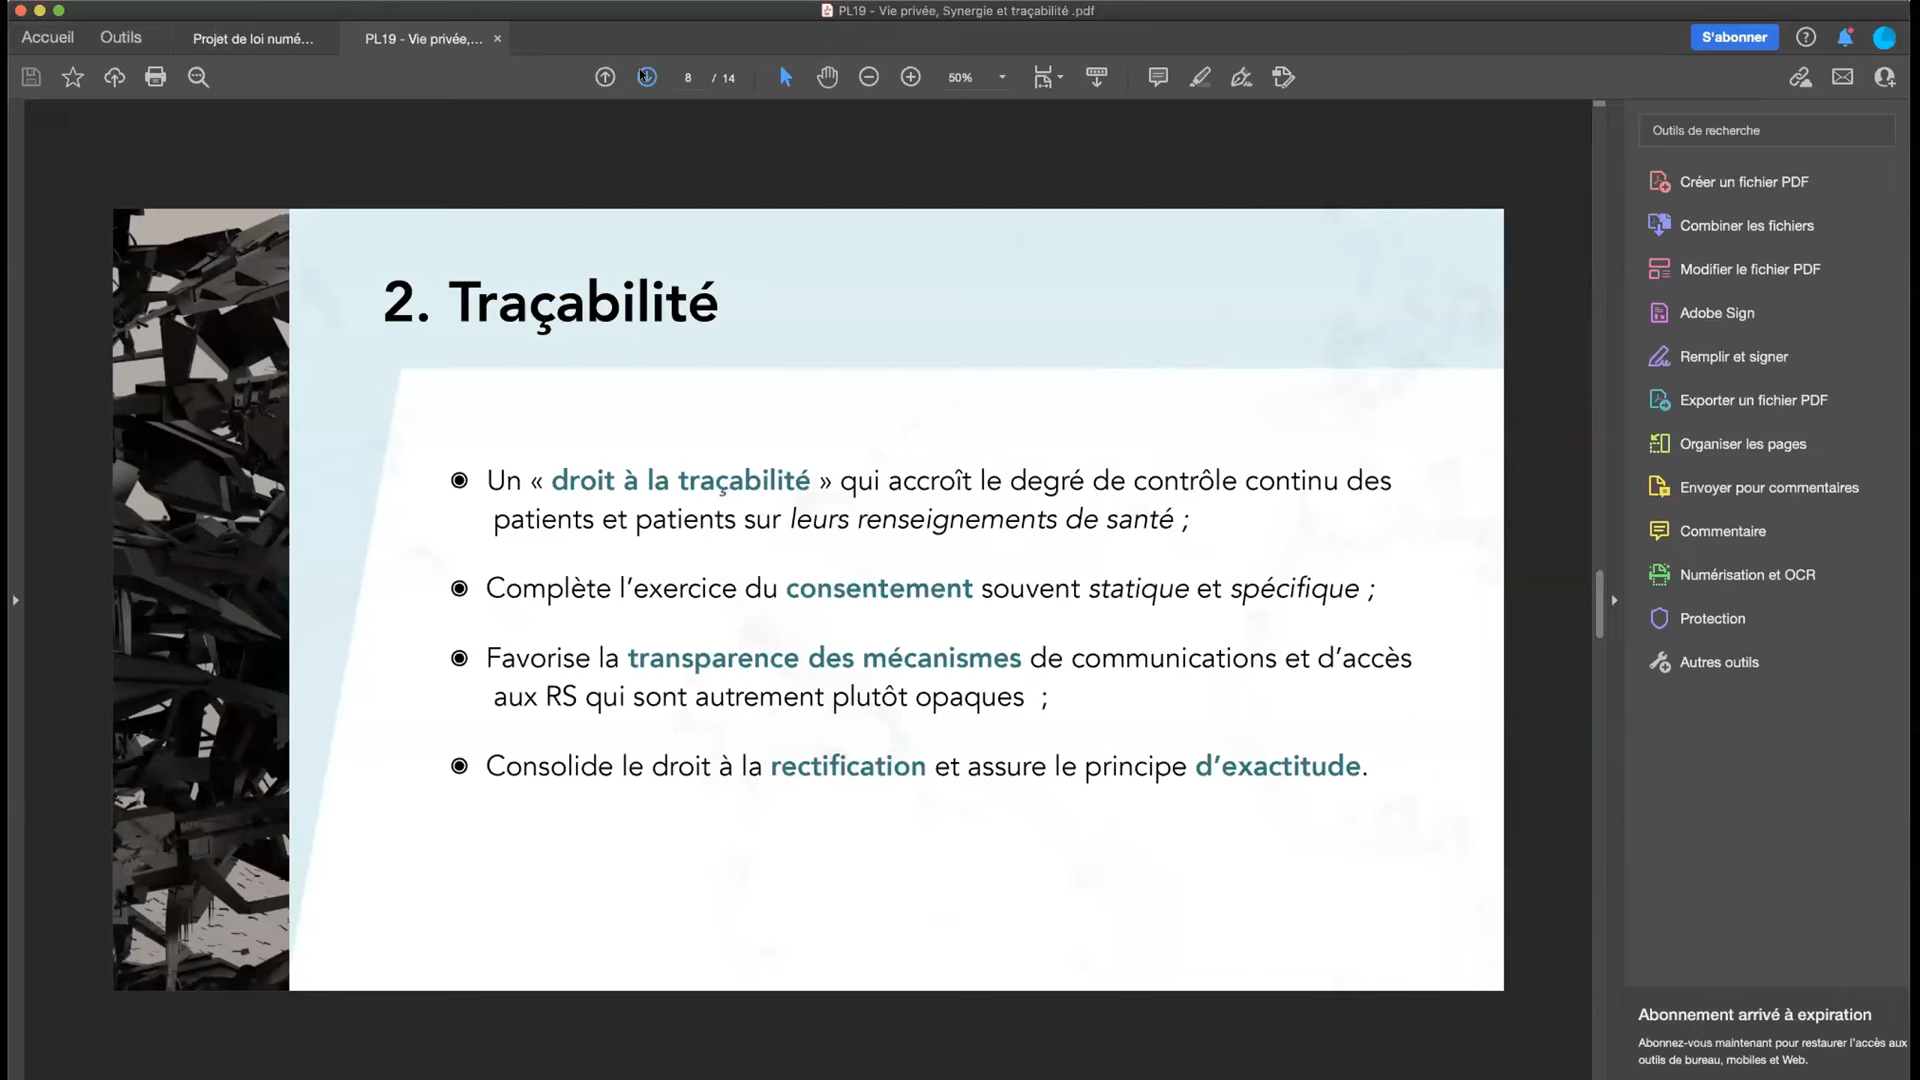 PL19 - Vie privée, Synergie et traçabilité .pdf
Accueil
Outils
Projet de loi numé...
PL19 - Vie privée,...
S'abonner
8 / 14
50%
2. Traçabilité
Un « droit à la traçabilité » qui accroît le degré de contrôle continu des
patients et patients sur leurs renseignements de santé ;
Complète l’exercice du consentement souvent statique et spécifique ;
Favorise la transparence des mécanismes de communications et d’accès
aux RS qui sont autrement plutôt opaques ;
Consolide le droit à la rectification et assure le principe d’exactitude.
Outils de recherche
Créer un fichier PDF
Combiner les fichiers
Modifier le fichier PDF
Adobe Sign
Remplir et signer
Exporter un fichier PDF
Organiser les pages
Envoyer pour commentaires
Commentaire
Numérisation et OCR
Protection
Autres outils
Abonnement arrivé à expiration
Abonnez-vous maintenant pour restaurer l’accès aux
outils de bureau, mobiles et Web.